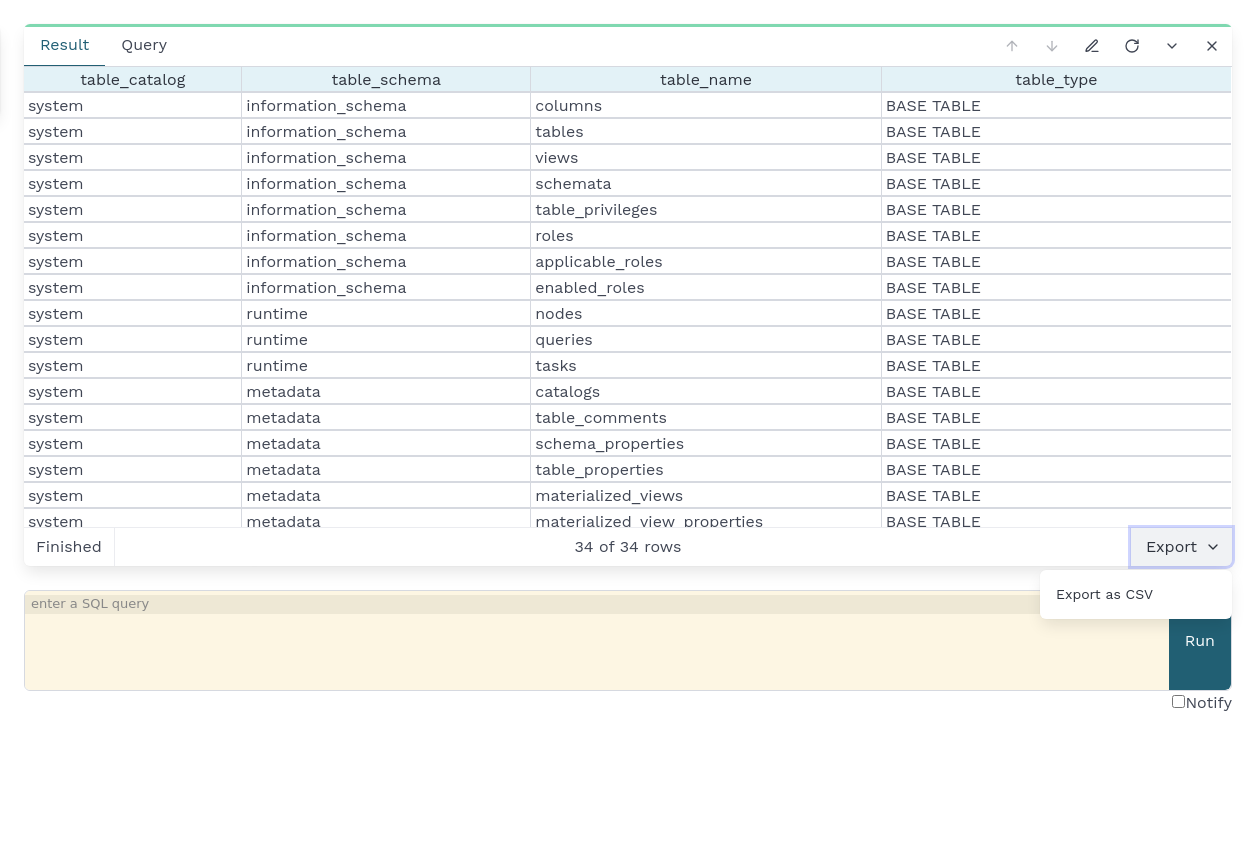 Result Query
table_catalog table_schema table_name table_type
system information_schema columns BASE TABLE
system information_schema tables BASE TABLE
system information_schema views BASE TABLE
system information_schema schemata BASE TABLE
system information_schema table_privileges BASE TABLE
system information_schema roles BASE TABLE
system information_schema applicable_roles BASE TABLE
system information_schema enabled_roles BASE TABLE
system runtime nodes BASE TABLE
system runtime queries BASE TABLE
system runtime tasks BASE TABLE
system metadata catalogs BASE TABLE
system metadata table_comments BASE TABLE
system metadata schema_properties BASE TABLE
system metadata table_properties BASE TABLE
system metadata materialized_views BASE TABLE
system metadata materialized_view_properties BASE TABLE
Finished 34 of 34 rows Export
Export as CSV
enter a SQL query
Run
Notify